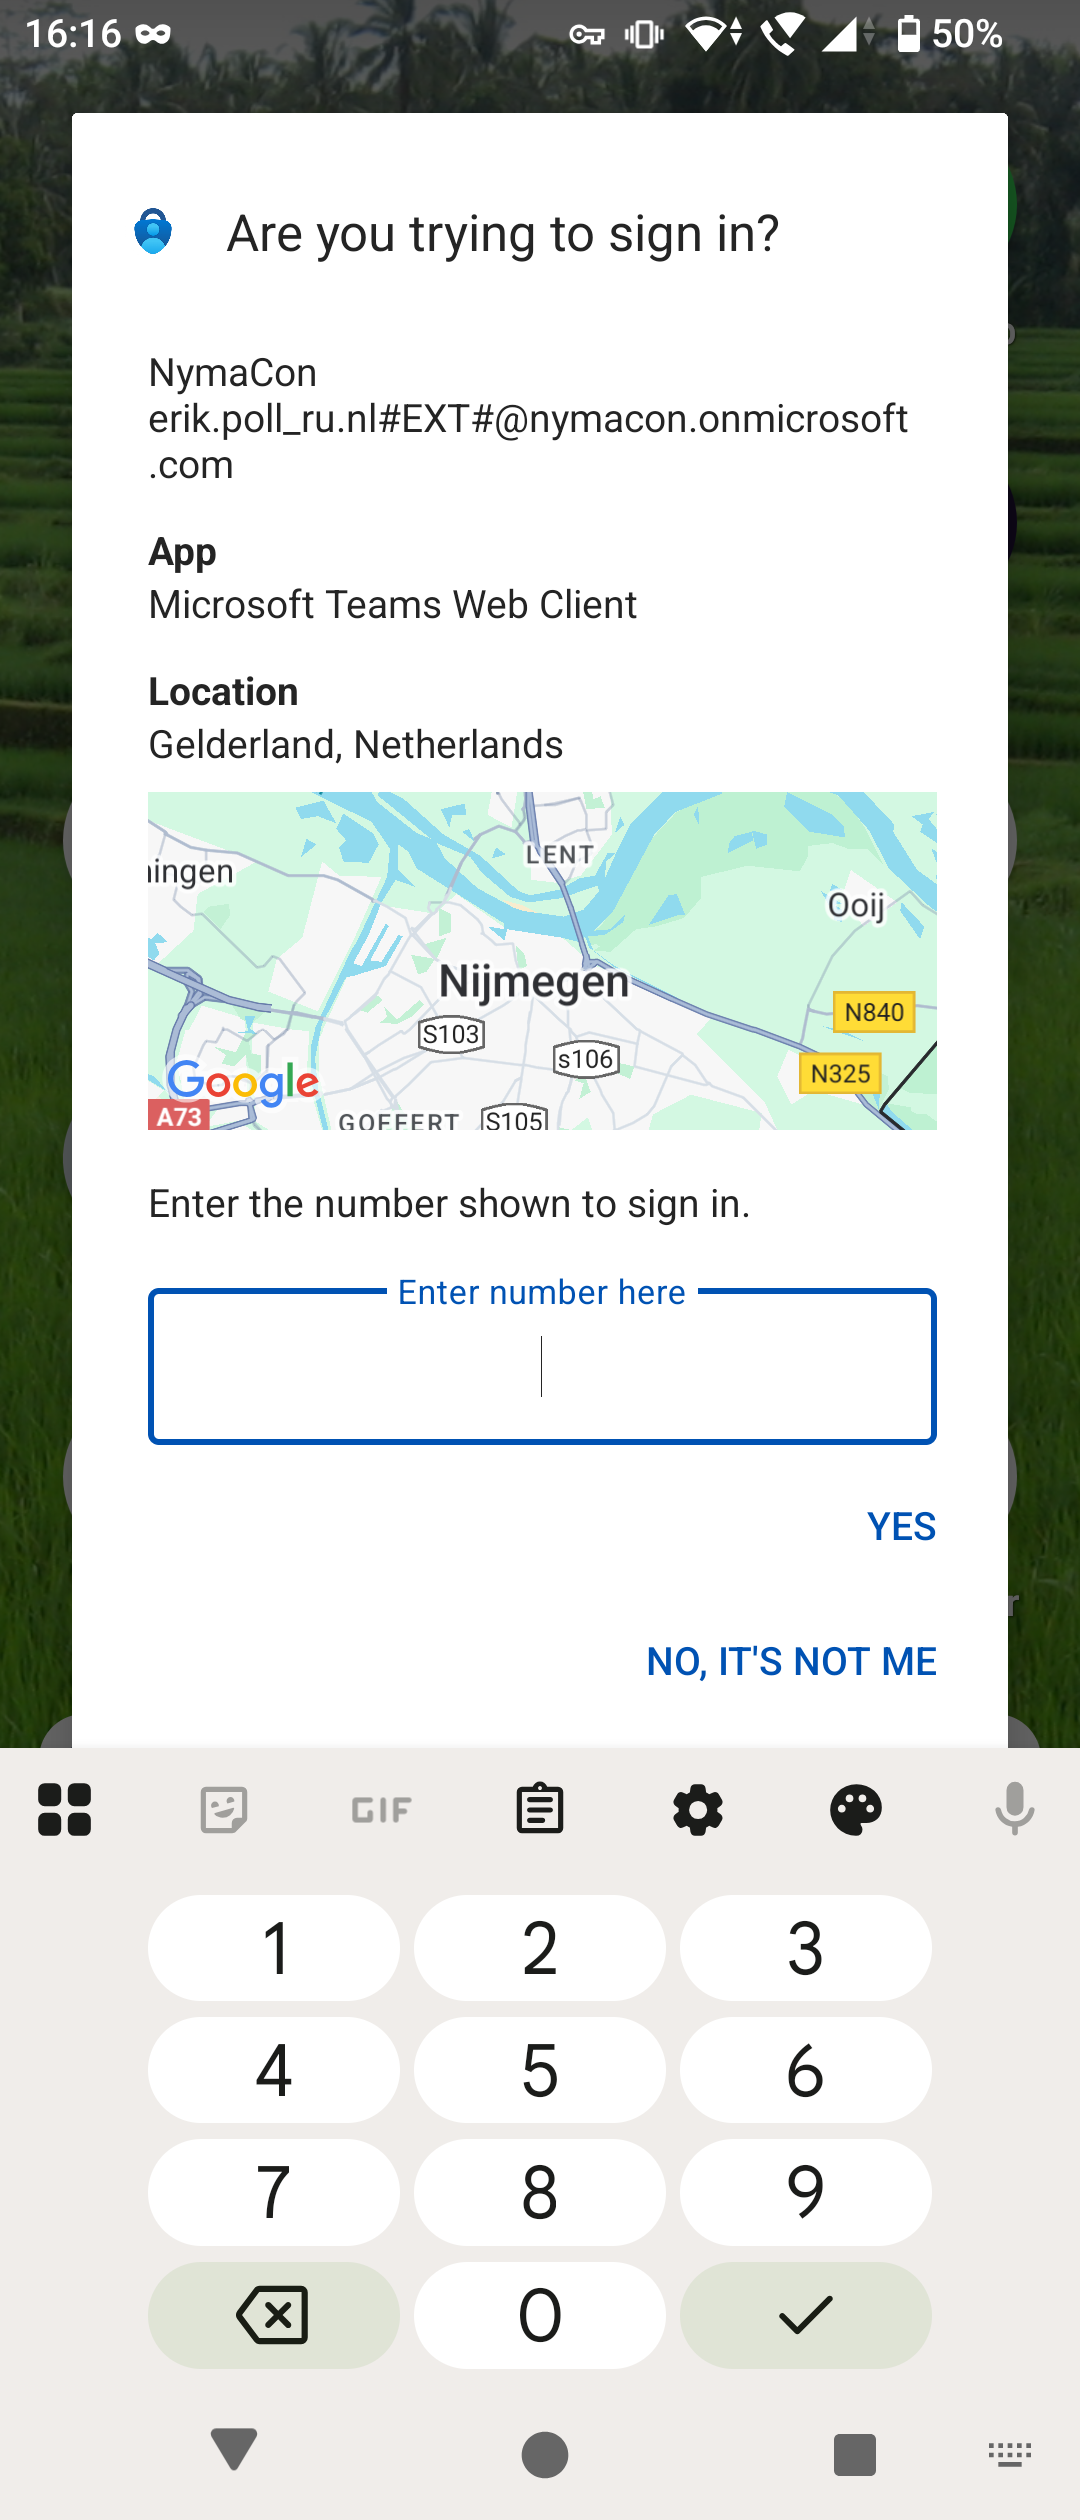 16:16
50%
Are you trying to sign in?
NymaCon
erik.poll_ru.nl#EXT#@nymacon.onmicrosoft
.com
App
Microsoft Teams Web Client
Location
Gelderland, Netherlands
LENT
ningen
Ooij
Nijmegen
N840
S103
s106
N325
Google
A73
GOFFERT
S105
Enter the number shown to sign in.
Enter number here
YES
NO, IT'S NOT ME
GIF
1 2 3
4 5 6
7 8 9
0